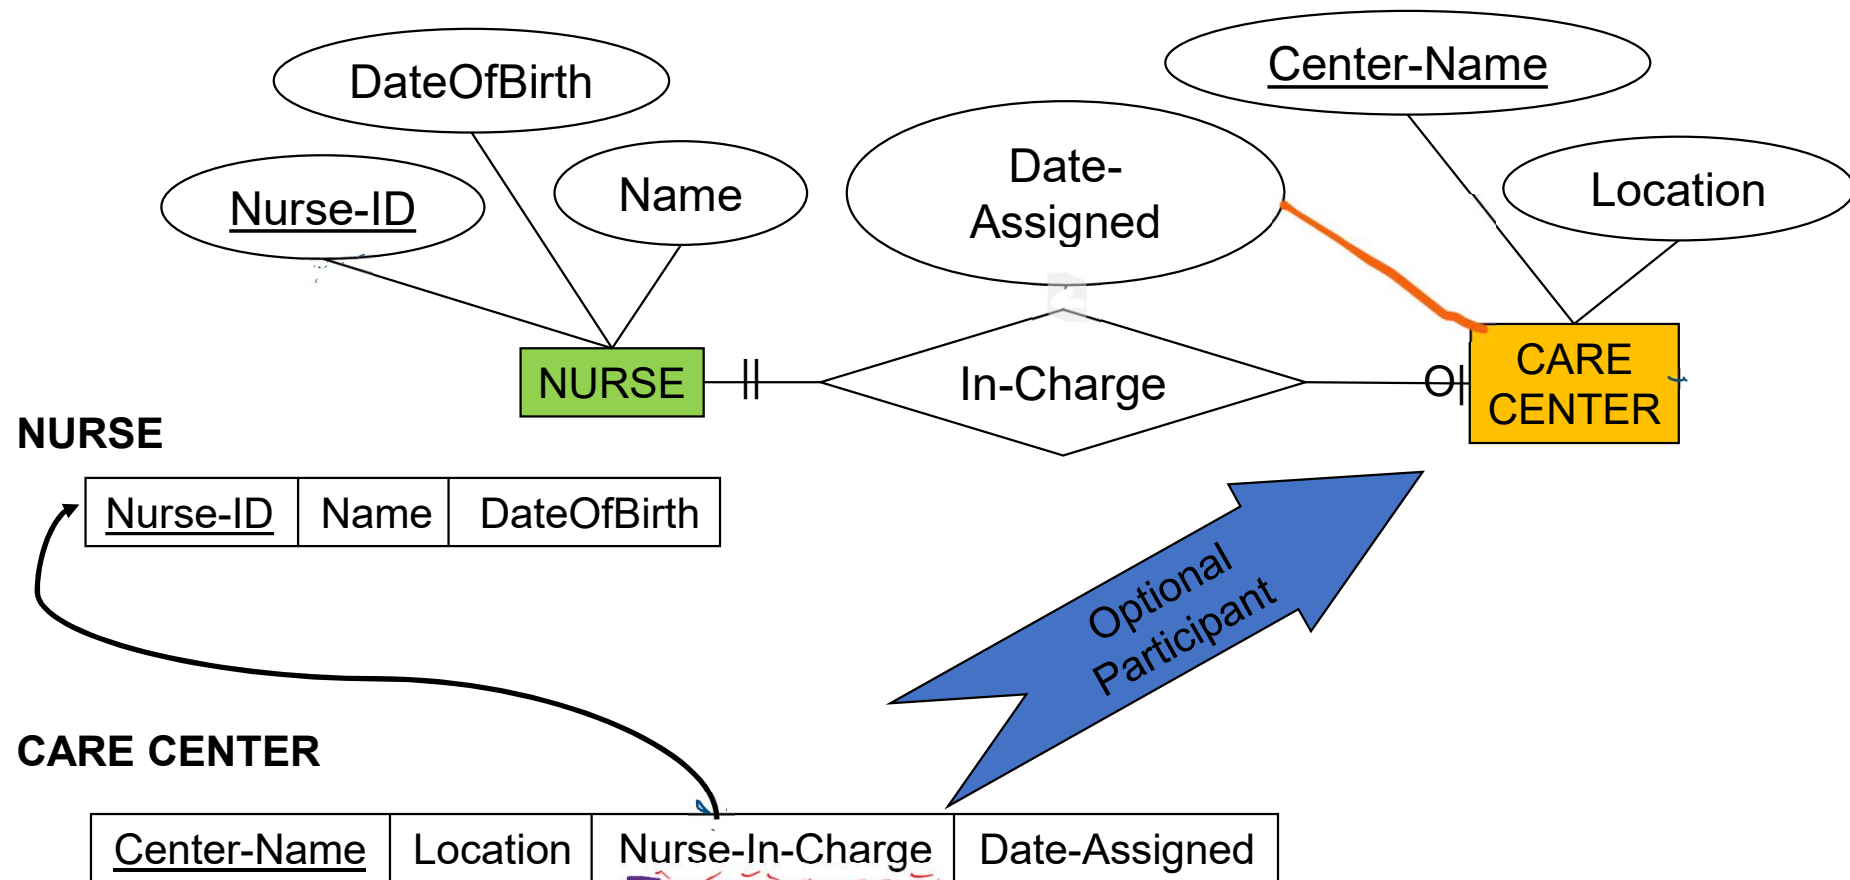 DateOfBirth
Center-Name
Nurse-ID
Name
Date-
Assigned
Location
NURSE
In-Charge
CARE
CENTER
NURSE
Nurse-ID Name DateOfBirth
Optional
Participant
CARE CENTER
Center-Name Location Nurse-In-Charge Date-Assigned